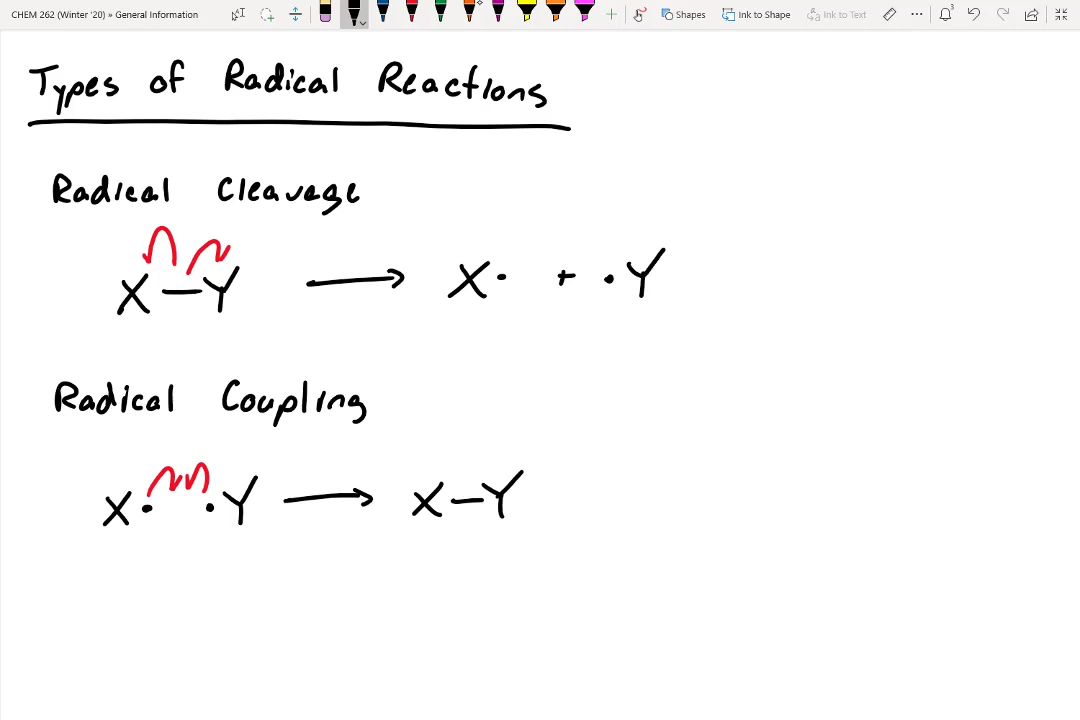 CHEM 262 (Winter '20) » General Information
Shapes
Ink to Shape
Ink to Text
3
Types of Radical Reactions
Radical Cleavage
X—Y ⟶ X· + ·Y
Radical Coupling
X· ·Y ⟶ X—Y